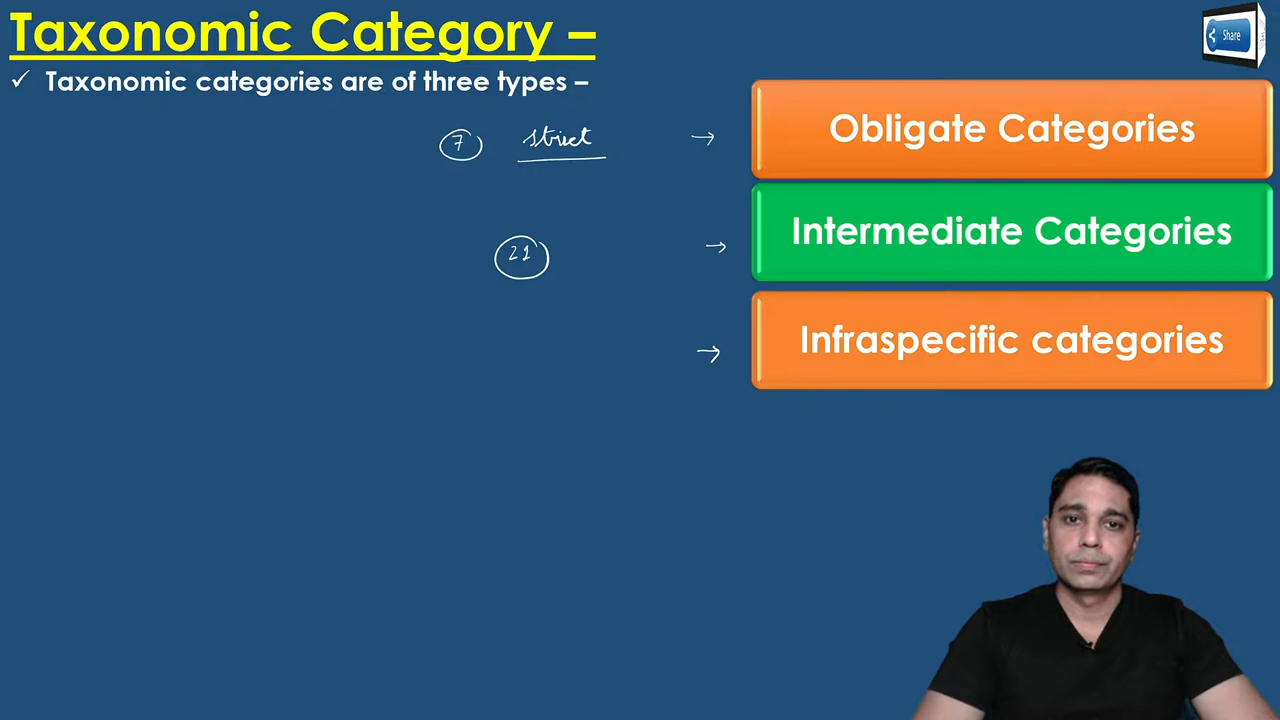 Taxonomic Category –
Share
✓ Taxonomic categories are of three types –
7 strict → Obligate Categories
21 → Intermediate Categories
→ Infraspecific categories